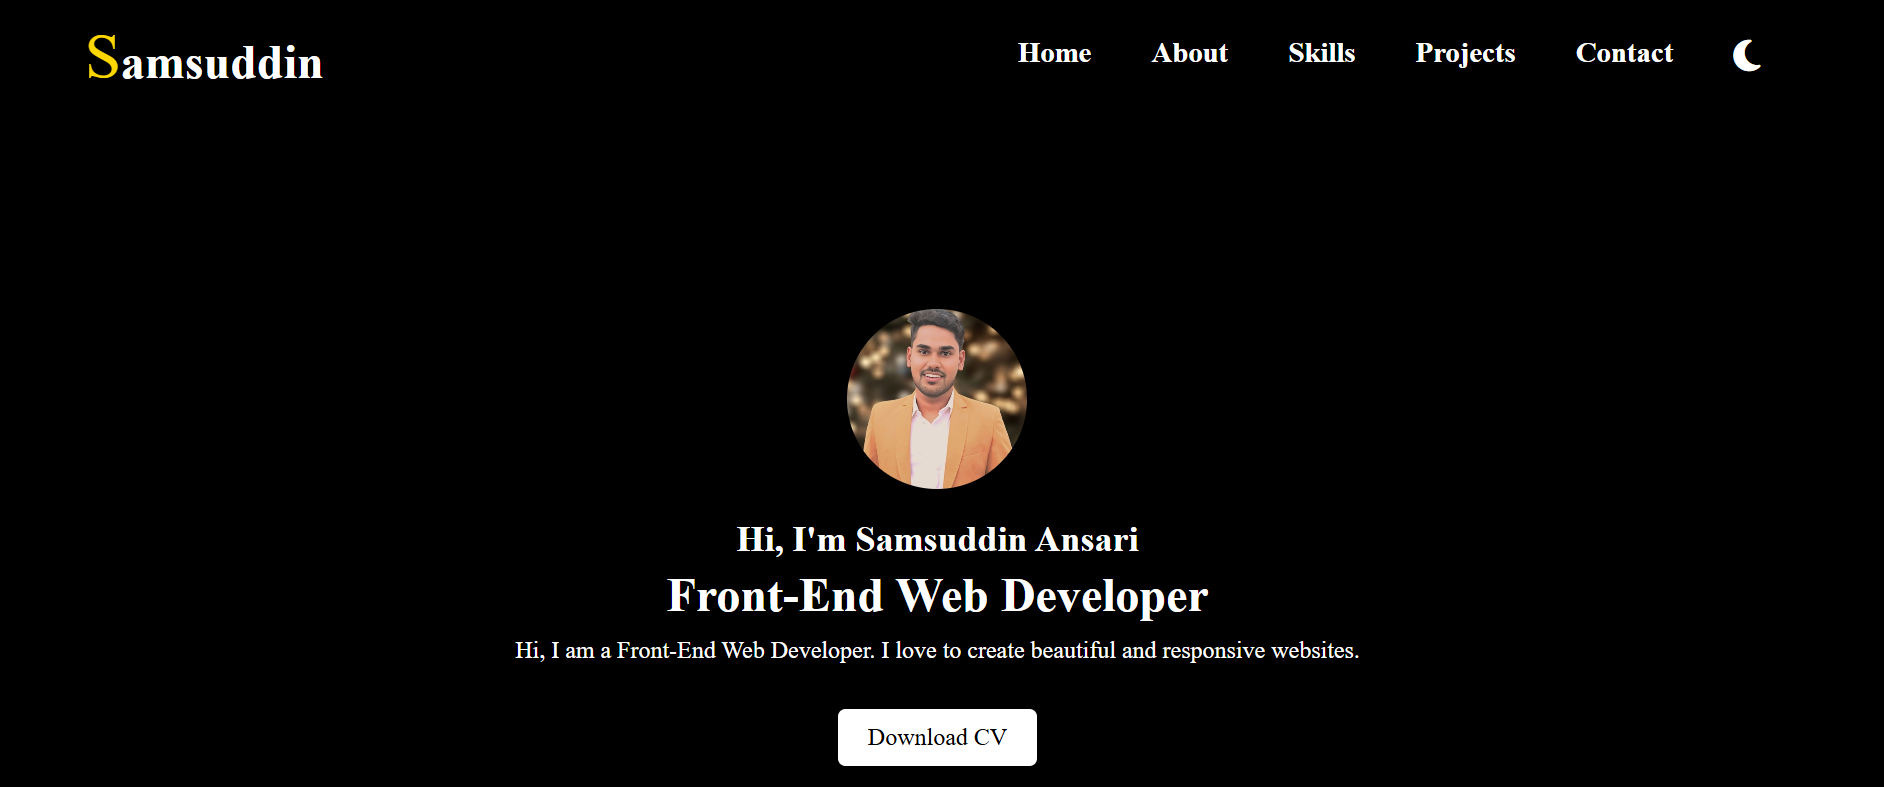 Samsuddin
Home About Skills Projects Contact
Hi, I'm Samsuddin Ansari
Front-End Web Developer
Hi, I am a Front-End Web Developer. I love to create beautiful and responsive websites.
Download CV